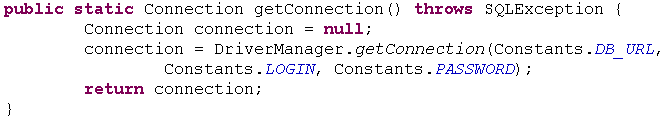 public static Connection getConnection() throws SQLException {
        Connection connection = null;
        connection = DriverManager.getConnection(Constants.DB_URL,
                Constants.LOGIN, Constants.PASSWORD);
        return connection;
}